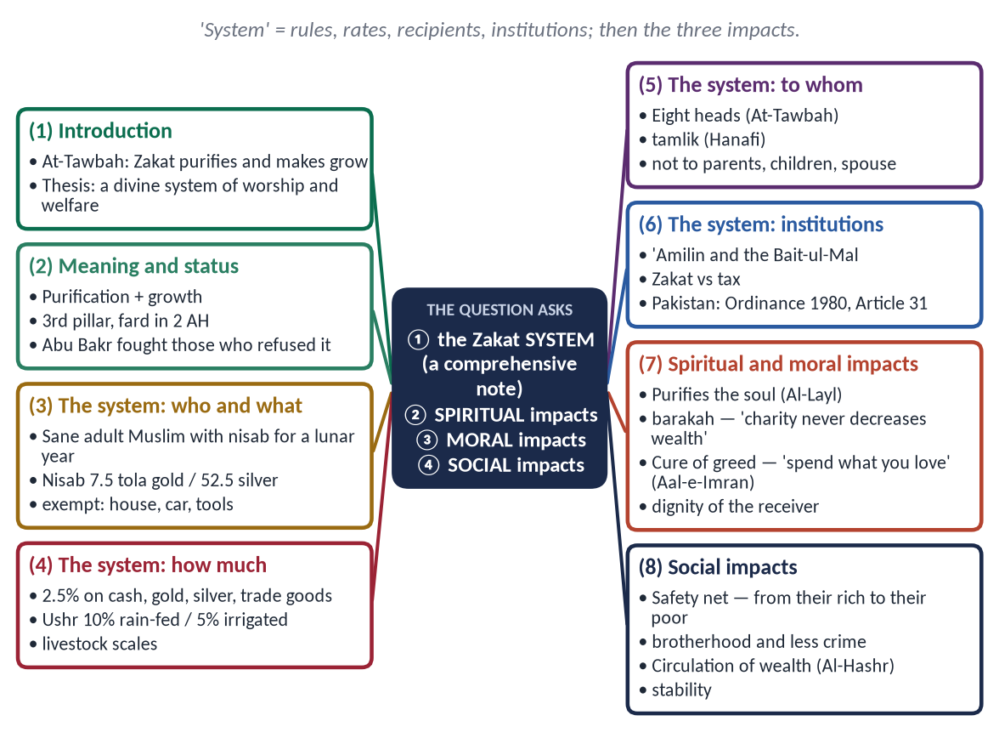 'System' = rules, rates, recipients, institutions; then the three impacts.
(1) Introduction
• At-Tawbah: Zakat purifies and makes grow
• Thesis: a divine system of worship and
welfare
(2) Meaning and status
• Purification + growth
• 3rd pillar, fard in 2 AH
• Abu Bakr fought those who refused it
(3) The system: who and what
• Sane adult Muslim with nisab for a lunar
year
• Nisab 7.5 tola gold / 52.5 silver
• exempt: house, car, tools
(4) The system: how much
• 2.5% on cash, gold, silver, trade goods
• Ushr 10% rain-fed / 5% irrigated
• livestock scales
THE QUESTION ASKS
① the Zakat SYSTEM
(a comprehensive
note)
② SPIRITUAL impacts
③ MORAL impacts
④ SOCIAL impacts
(5) The system: to whom
• Eight heads (At-Tawbah)
• tamlik (Hanafi)
• not to parents, children, spouse
(6) The system: institutions
• 'Amilin and the Bait-ul-Mal
• Zakat vs tax
• Pakistan: Ordinance 1980, Article 31
(7) Spiritual and moral impacts
• Purifies the soul (Al-Layl)
• barakah — 'charity never decreases
wealth'
• Cure of greed — 'spend what you love'
(Aal-e-Imran)
• dignity of the receiver
(8) Social impacts
• Safety net — from their rich to their
poor
• brotherhood and less crime
• Circulation of wealth (Al-Hashr)
• stability